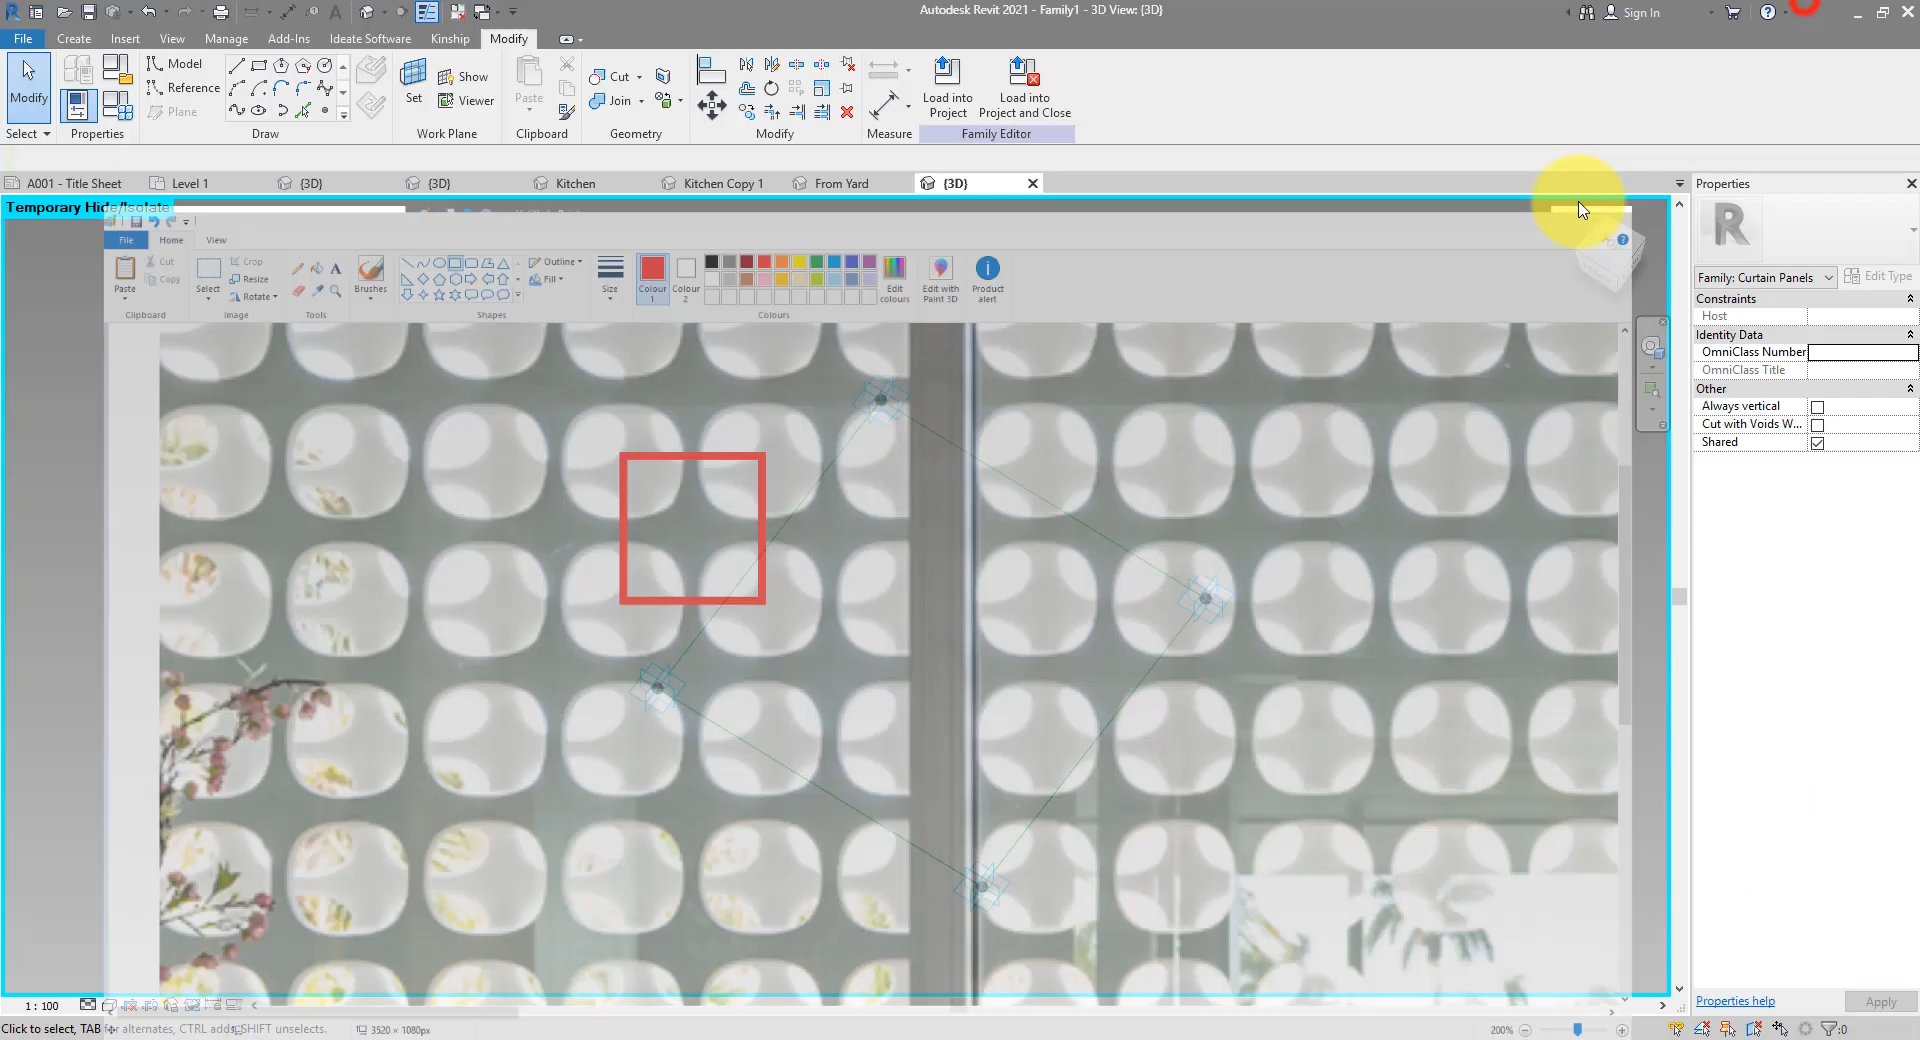 Autodesk Revit 2021 - Family1 - 3D View: {3D}
Sign In
File
Create
Insert
View
Manage
Add-Ins
Ideate Software
Kinship
Modify
Modify
Select
Properties
Model
Reference
Plane
Draw
Set
Show
Viewer
Work Plane
Paste
Clipboard
Cut
Join
Geometry
Modify
Measure
Load into
Project
Load into
Project and Close
Family Editor
A001 - Title Sheet
Level 1
{3D}
{3D}
Kitchen
Kitchen Copy 1
From Yard
{3D}
Temporary Hide/Isolate
File
Home
View
Paste
Cut
Copy
Clipboard
Select
Crop
Resize
Rotate
Image
Tools
Brushes
Outline
Fill
Shapes
Size
Colour
1
Colour
2
Edit
colours
Colours
Edit with
Paint 3D
Product
alert
Properties
Family: Curtain Panels
Edit Type
Constraints
Host
Identity Data
OmniClass Number
OmniClass Title
Other
Always vertical
Cut with Voids W...
Shared
Properties help
Apply
1 : 100
Click to select, TAB for alternates, CTRL adds, SHIFT unselects.
3520 × 1080px
200%
:0